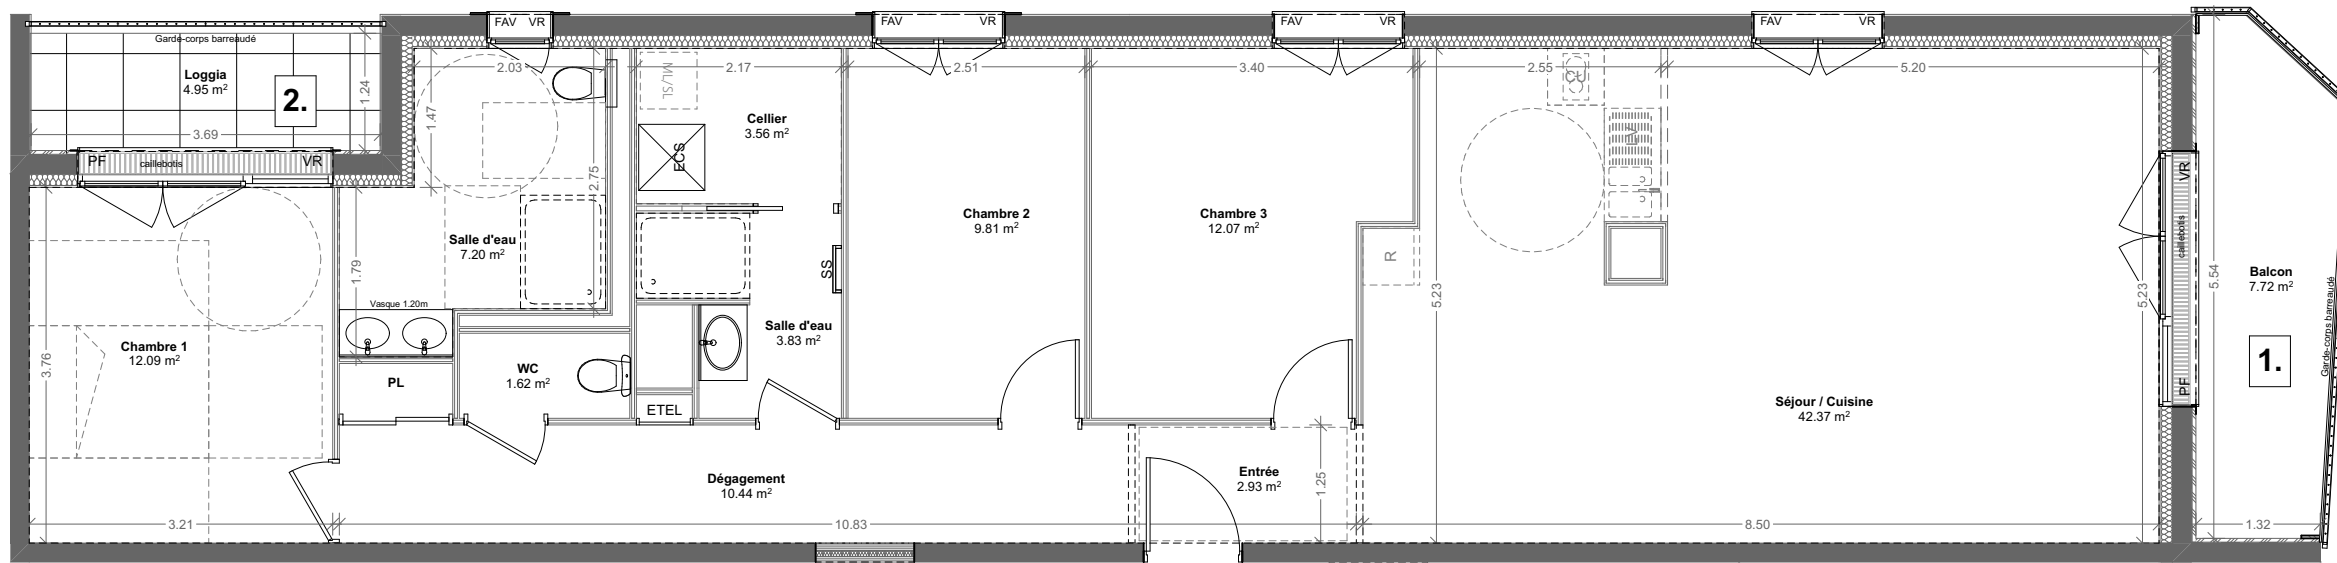 FAV VR
FAV VR
FAV VR
FAV VR
Garde-corps barreaudé
Loggia
4.95 m²
2.
1.24
3.69
PF
caillebotis
VR
2.03
1.47
2.75
2.17
ML/SL
Cellier
3.56 m²
ECS
2.51
3.40
2.55
5.20
LV
Chambre 2
9.81 m²
Chambre 3
12.07 m²
Salle d'eau
7.20 m²
1.79
Vasque 1.20m
SS
R
5.23
5.23
VR
caillebotis
PF
5.54
Balcon
7.72 m²
Garde-corps barreaudé
1.
Chambre 1
12.09 m²
3.76
PL
WC
1.62 m²
ETEL
Salle d'eau
3.83 m²
Séjour / Cuisine
42.37 m²
Dégagement
10.44 m²
Entrée
2.93 m²
1.25
3.21
10.83
8.50
1.32